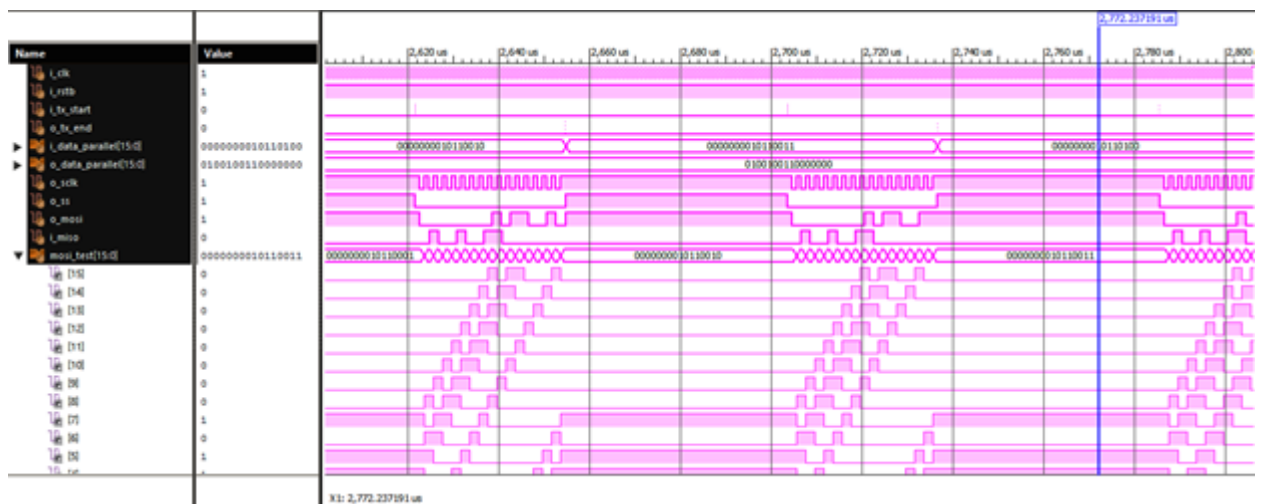 2,772.237191 us
Name Value
2,620 us 2,640 us 2,660 us 2,680 us 2,700 us 2,720 us 2,740 us 2,760 us 2,780 us 2,800
i_clk 1
i_rstb 1
i_tx_start 0
o_tx_end 0
i_data_parallel[15:0] 0000000010110100 0000000010110010 0000000010110011 0000000010110100
o_data_parallel[15:0] 0100100110000000 0100100110000000
o_sclk 1
o_ss 1
o_mosi 1
i_miso 0
mosi_test[15:0] 0000000010110011 0000000010110001 0000000010110010 0000000010110011
[15] 0
[14] 0
[13] 0
[12] 0
[11] 0
[10] 0
[9] 0
[8] 0
[7] 1
[6] 0
[5] 1
X1: 2,772.237191 us